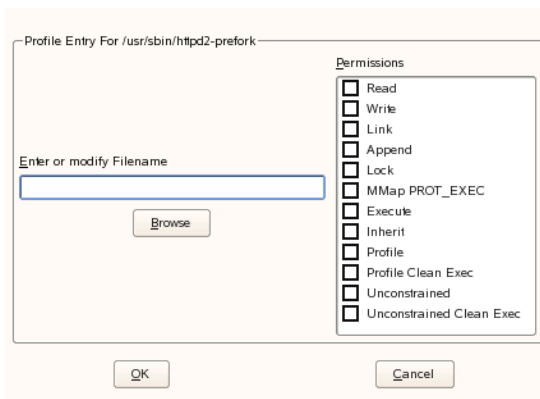 Profile Entry For /usr/sbin/httpd2-prefork
Permissions
Read
Write
Link
Append
Lock
MMap PROT_EXEC
Execute
Inherit
Profile
Profile Clean Exec
Unconstrained
Unconstrained Clean Exec
Enter or modify Filename
Browse
OK
Cancel